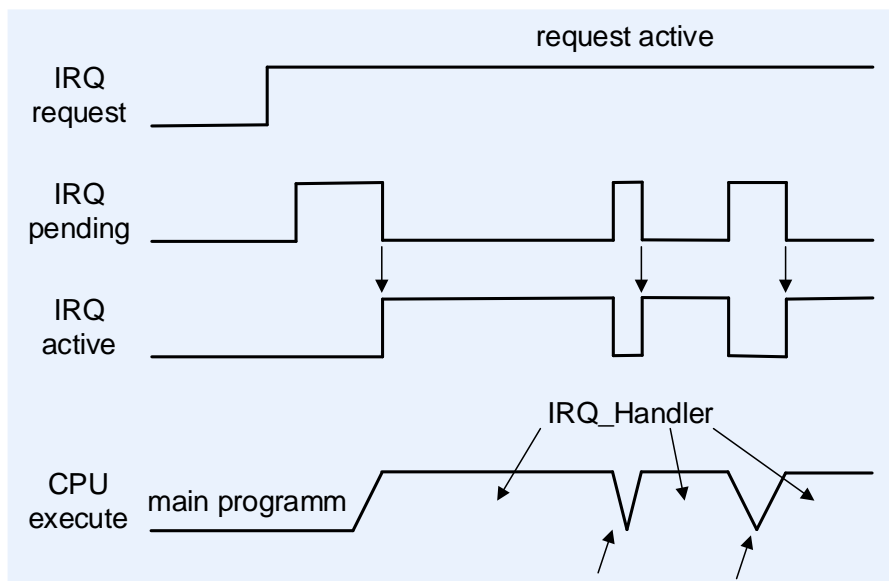 request active
IRQ
request
IRQ
pending
IRQ
active
IRQ_Handler
CPU
execute
main programm